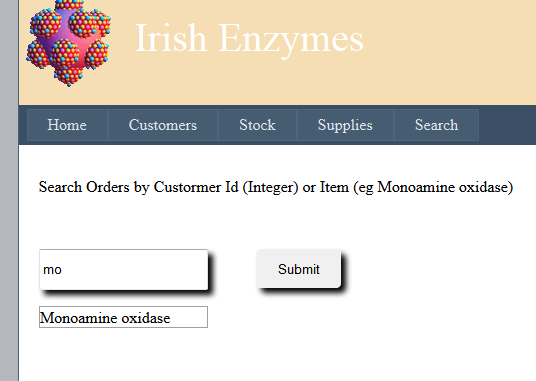 Irish Enzymes
Home Customers Stock Supplies Search
Search Orders by Custormer Id (Integer) or Item (eg Monoamine oxidase)
mo Submit
Monoamine oxidase